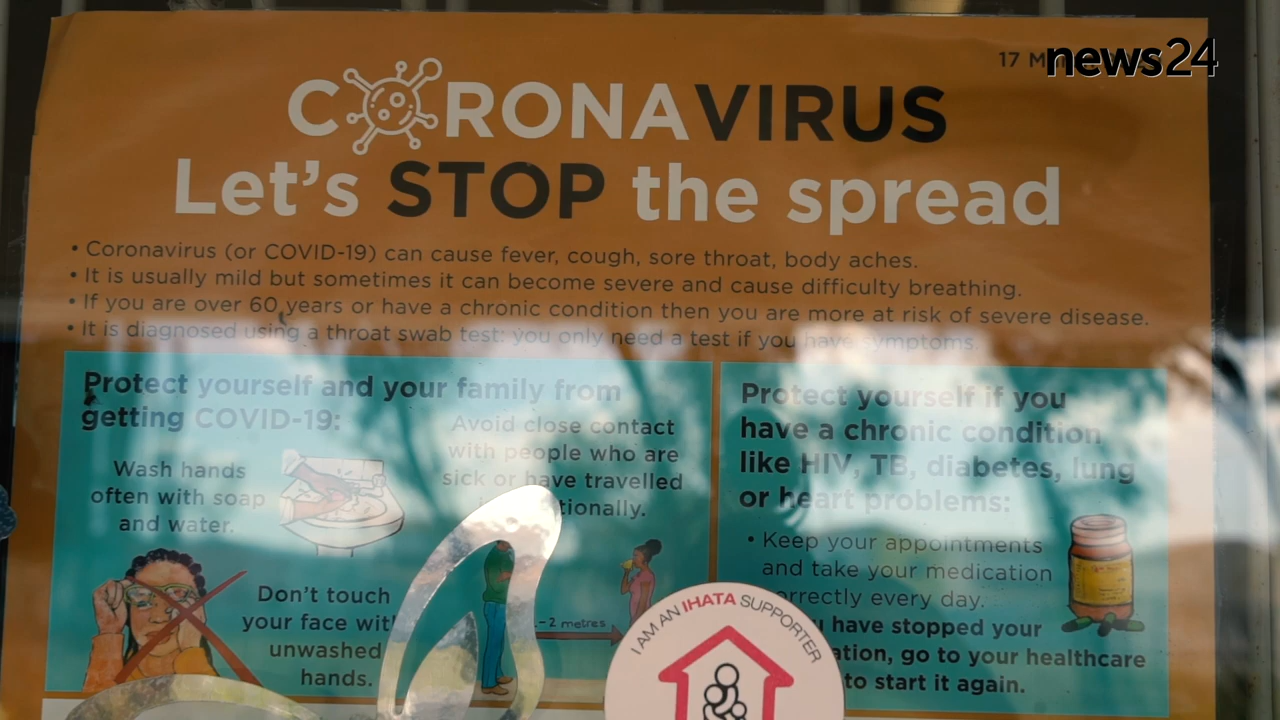 17
news24
CORONAVIRUS
Let's STOP the spread
• Coronavirus (or COVID-19) can cause fever, cough, sore throat, body aches.
• It is usually mild but sometimes it can become severe and cause difficulty breathing.
• If you are over 60 years or have a chronic condition then you are more at risk of severe disease.
• It is diagnosed using a throat swab test: you only need a test if you have symptoms.
Protect yourself and your family from
getting COVID-19:
Wash hands
often with soap
and water.
Avoid close contact
with people who are
sick or have travelled
Don't touch
your face with
unwashed
hands.
2 metres
Protect yourself if you
have a chronic condition
like HIV, TB, diabetes, lung
or heart problems:
• Keep your appointments
and take your medication
correctly every day.
have stopped your
go to your healthcare
to start it again.
I AM AN IHATA SUPPORTER